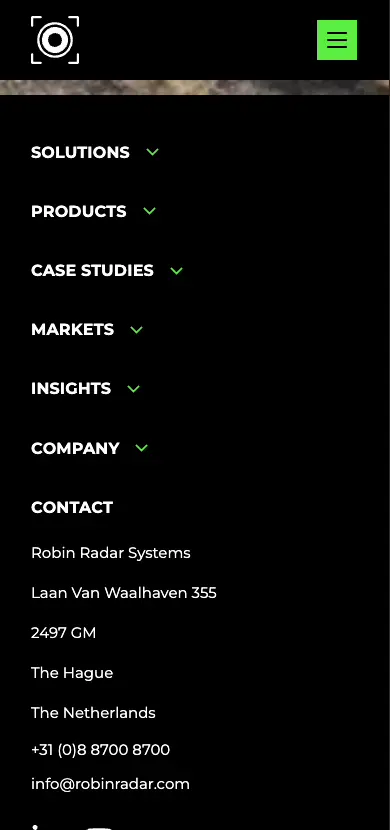 SOLUTIONS
PRODUCTS
CASE STUDIES
MARKETS
INSIGHTS
COMPANY
CONTACT
Robin Radar Systems
Laan Van Waalhaven 355
2497 GM
The Hague
The Netherlands
+31 (0)8 8700 8700
info@robinradar.com